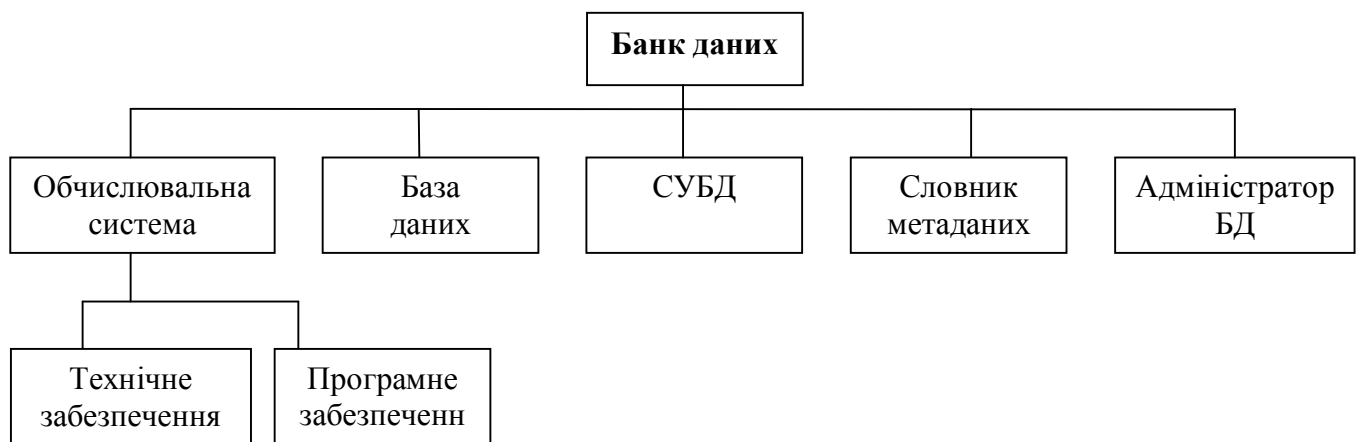 Банк даних
Обчислювальна
система
База
даних
СУБД
Словник
метаданих
Адміністратор
БД
Технічне
забезпечення
Програмне
забезпеченн